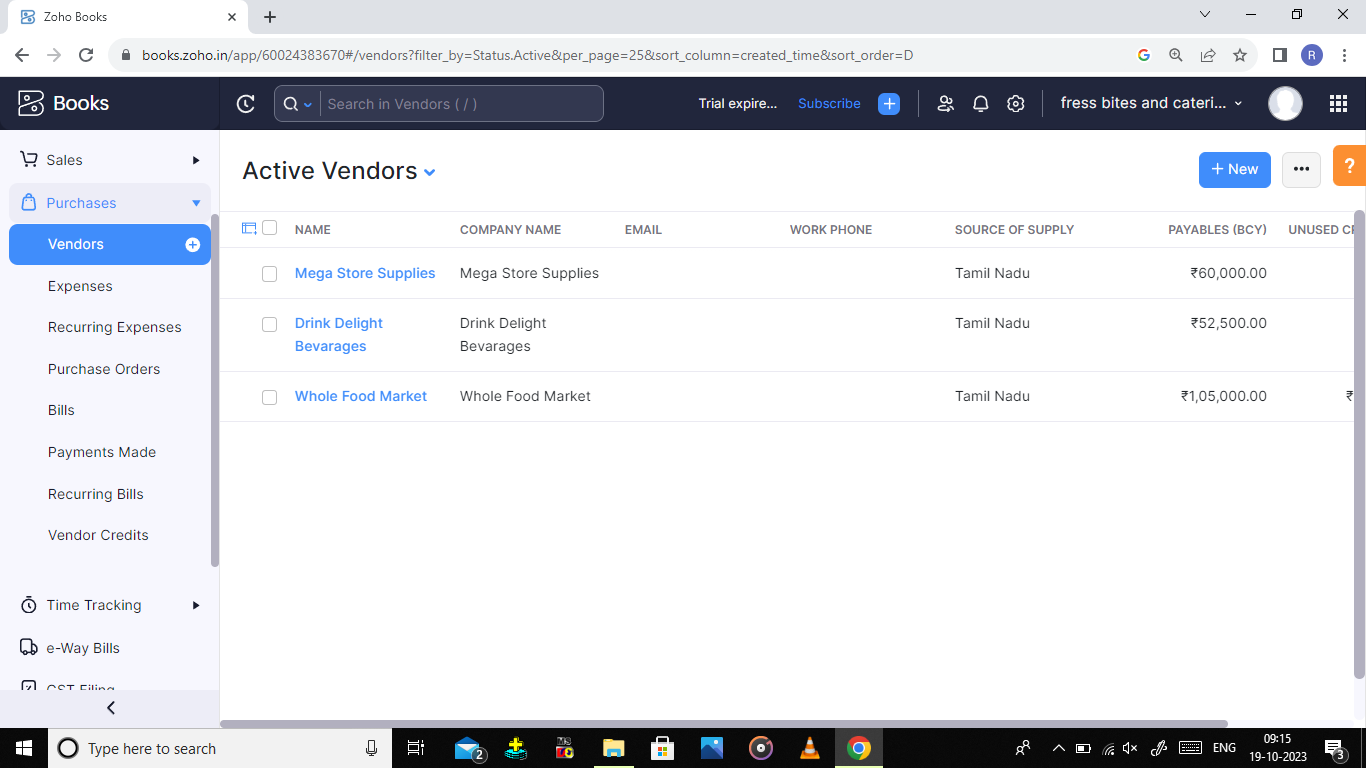 Zoho Books
books.zoho.in/app/60024383670#/vendors?filter_by=Status.Active&per_page=25&sort_column=created_time&sort_order=D
R
Books
Search in Vendors ( / )
Trial expire...
Subscribe
fress bites and cateri...
Sales
Purchases
Vendors
Expenses
Recurring Expenses
Purchase Orders
Bills
Payments Made
Recurring Bills
Vendor Credits
Time Tracking
e-Way Bills
GST Filing
Active Vendors
+ New
?
NAME COMPANY NAME EMAIL WORK PHONE SOURCE OF SUPPLY PAYABLES (BCY) UNUSED
Mega Store Supplies Mega Store Supplies Tamil Nadu ₹60,000.00
Drink Delight Drink Delight Tamil Nadu ₹52,500.00
Bevarages Bevarages
Whole Food Market Whole Food Market Tamil Nadu ₹1,05,000.00 ₹
Type here to search
2
ENG
09:15
19-10-2023
3